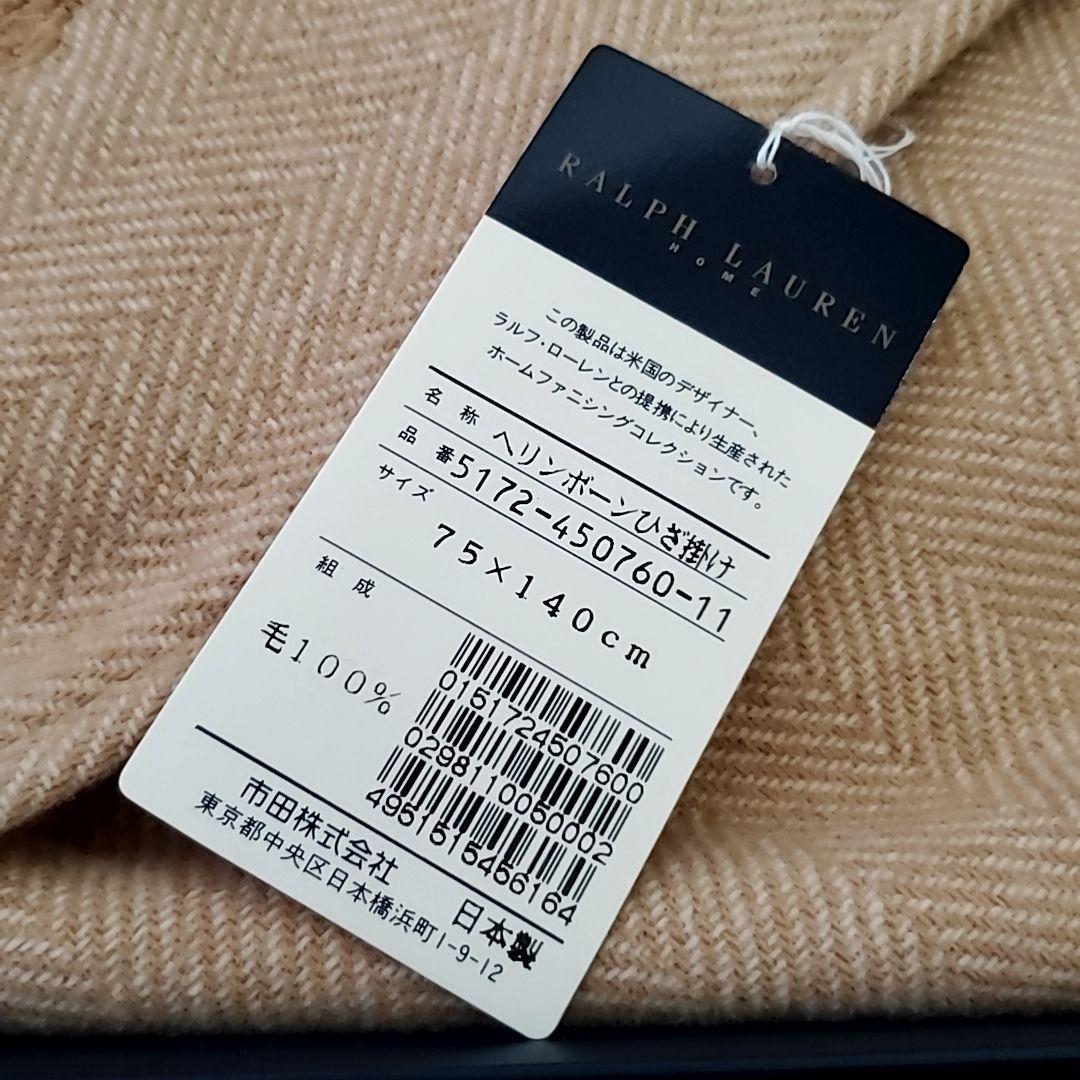 RALPH LAUREN
HOME
この製品は米国のデザイナー、
ラルフ・ローレンとの提携により生産された
ホームファニシングコレクションです。
名 称 ヘリンボーンひざ掛け
品 番 5172-450760-11
サイズ
75×140cm
組 成
毛100%
0151724507600
0298110050002
4951515456164
市田株式会社
東京都中央区日本橋浜町1-9-12
日本製